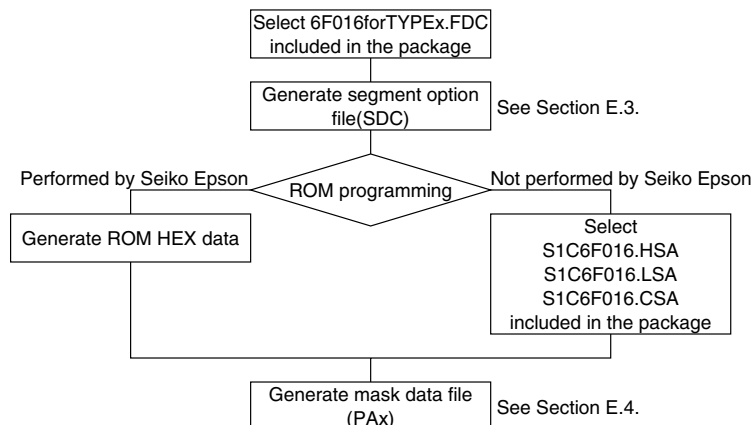 Select 6F016forTYPEx.FDC
included in the package
Generate segment option
file(SDC)
See Section E.3.
Performed by Seiko Epson
ROM programming
Not performed by Seiko Epson
Generate ROM HEX data
Select
S1C6F016.HSA
S1C6F016.LSA
S1C6F016.CSA
included in the package
Generate mask data file
(PAx)
See Section E.4.